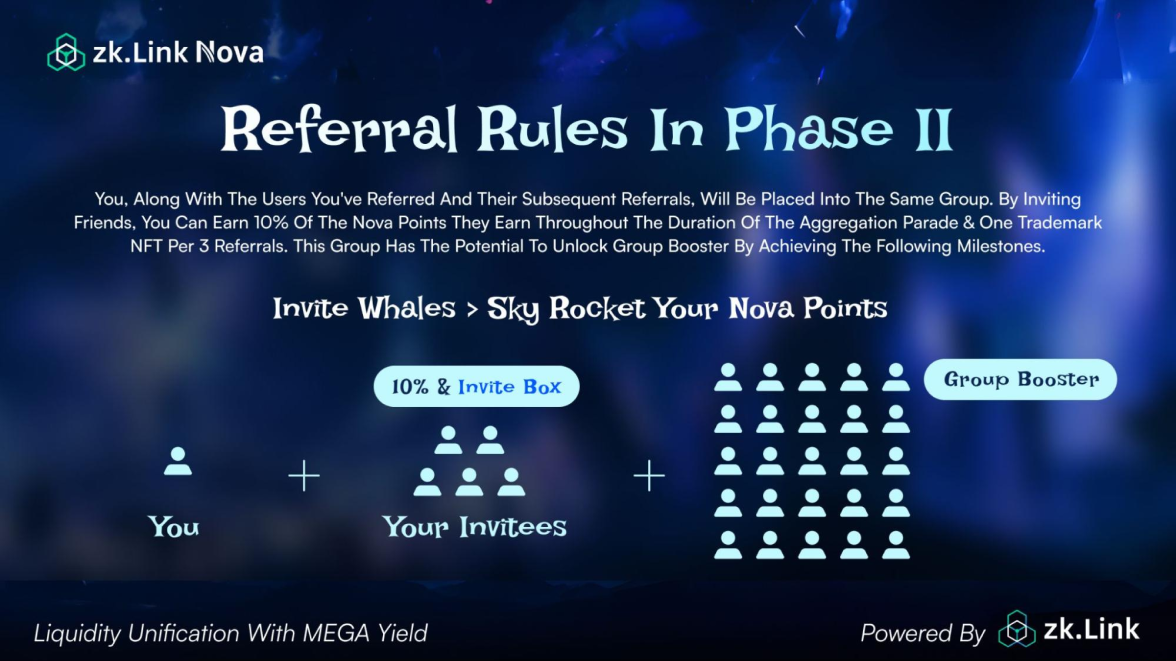 zk.Link Nova
Referral Rules In Phase II
You, Along With The Users You've Referred And Their Subsequent Referrals, Will Be Placed Into The Same Group. By Inviting
Friends, You Can Earn 10% Of The Nova Points They Earn Throughout The Duration Of The Aggregation Parade & One Trademark
NFT Per 3 Referrals. This Group Has The Potential To Unlock Group Booster By Achieving The Following Milestones.
Invite Whales > Sky Rocket Your Nova Points
10% & Invite Box
Group Booster
You
Your Invitees
Liquidity Unification With MEGA Yield
Powered By zk.Link